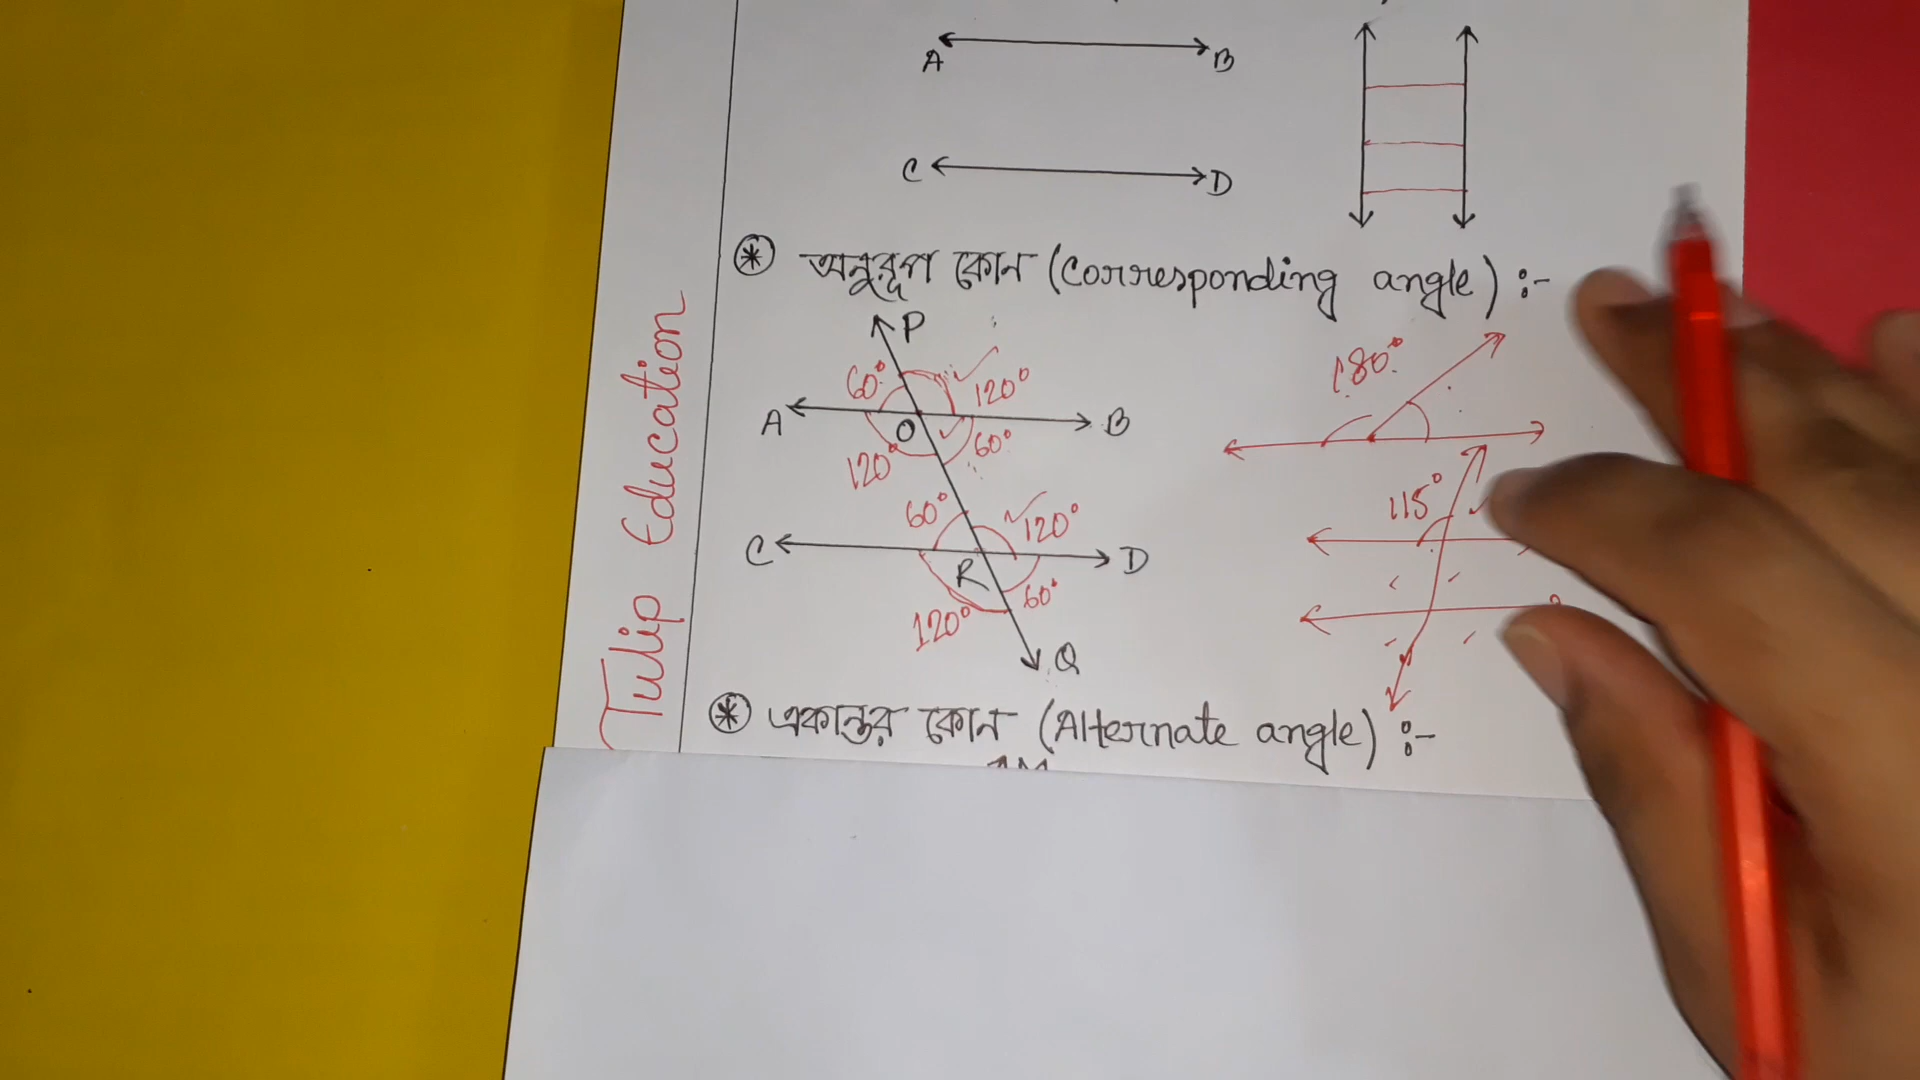 A B
C D
* অনুরূপ কোন (Corresponding angle) :-
P
60° 120°
A B
O
120° 60°
60° 120°
C D
R
120° 60°
Q
180°
115°
* একান্তর কোন (Alternate angle) :-
Tulip Education